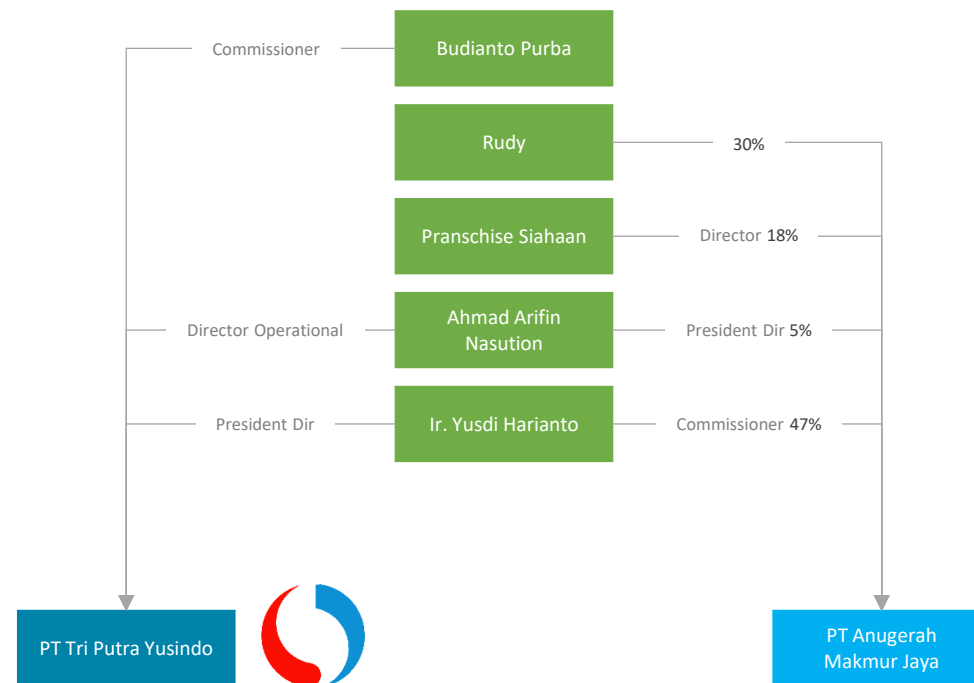 Commissioner
Budianto Purba
Rudy
30%
Pranschise Siahaan
Director 18%
Director Operational
Ahmad Arifin
Nasution
President Dir 5%
President Dir
Ir. Yusdi Harianto
Commissioner 47%
PT Tri Putra Yusindo
PT Anugerah
Makmur Jaya